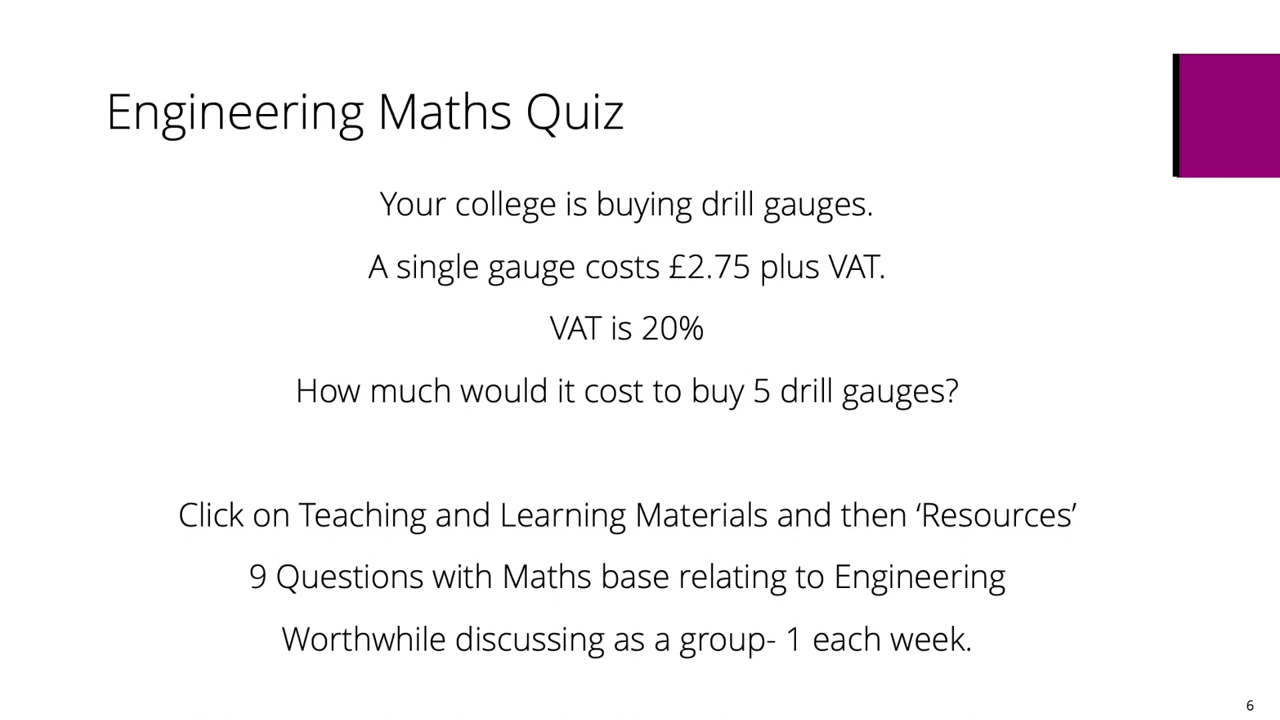 Engineering Maths Quiz
Your college is buying drill gauges.
A single gauge costs £2.75 plus VAT.
VAT is 20%
How much would it cost to buy 5 drill gauges?
Click on Teaching and Learning Materials and then ‘Resources’
9 Questions with Maths base relating to Engineering
Worthwhile discussing as a group- 1 each week.
6